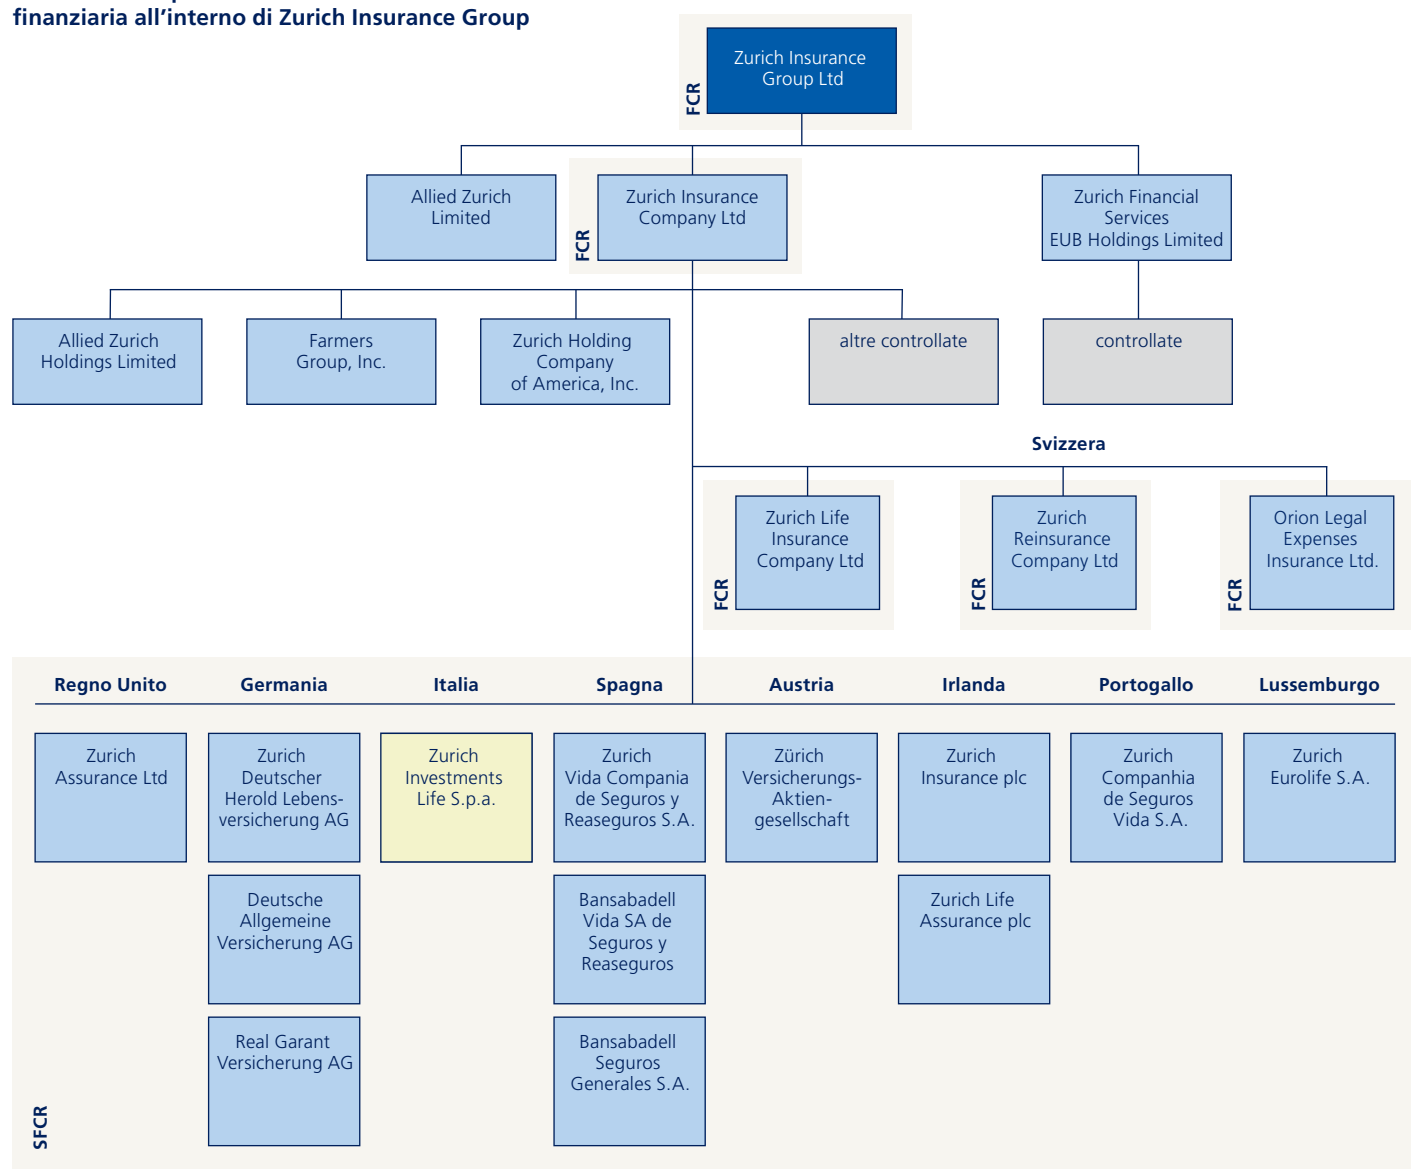 finanziaria all’interno di Zurich Insurance Group
Zurich Insurance
Group Ltd
FCR
Allied Zurich
Limited
Zurich Insurance
Company Ltd
FCR
Zurich Financial
Services
EUB Holdings Limited
Allied Zurich
Holdings Limited
Farmers
Group, Inc.
Zurich Holding
Company
of America, Inc.
altre controllate
controllate
Svizzera
Zurich Life
Insurance
Company Ltd
FCR
Zurich
Reinsurance
Company Ltd
FCR
Orion Legal
Expenses
Insurance Ltd.
FCR
Regno Unito
Germania
Italia
Spagna
Austria
Irlanda
Portogallo
Lussemburgo
Zurich
Assurance Ltd
Zurich
Deutscher
Herold Lebens-
versicherung AG
Zurich
Investments
Life S.p.a.
Zurich
Vida Compania
de Seguros y
Reaseguros S.A.
Zürich
Versicherungs-
Aktien-
gesellschaft
Zurich
Insurance plc
Zurich
Companhia
de Seguros
Vida S.A.
Zurich
Eurolife S.A.
Deutsche
Allgemeine
Versicherung AG
Bansabadell
Vida SA de
Seguros y
Reaseguros
Zurich Life
Assurance plc
Real Garant
Versicherung AG
Bansabadell
Seguros
Generales S.A.
SFCR